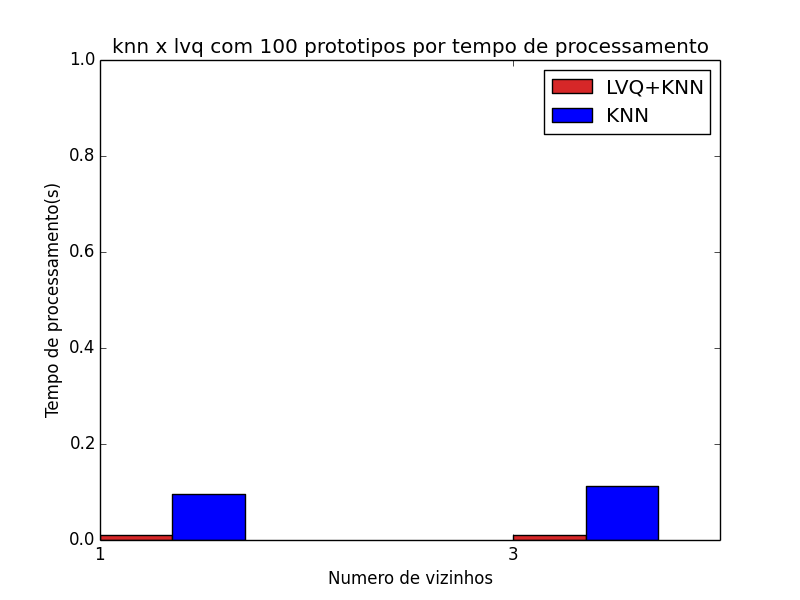 knn x lvq com 100 prototipos por tempo de processamento
1.0
0.8
0.6
0.4
0.2
0.0
Tempo de processamento(s)
LVQ+KNN
KNN
1
3
Numero de vizinhos